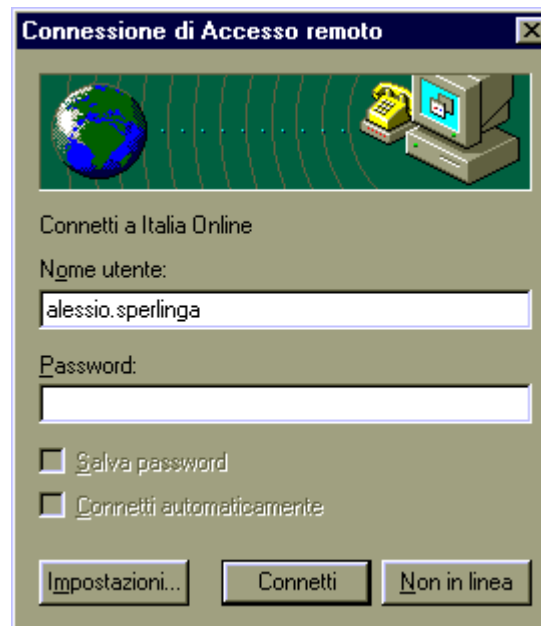 Connessione di Accesso remoto
Connetti a Italia Online
Nome utente:
alessio.sperlinga
Password:
Salva password
Connetti automaticamente
Impostazioni... Connetti Non in linea